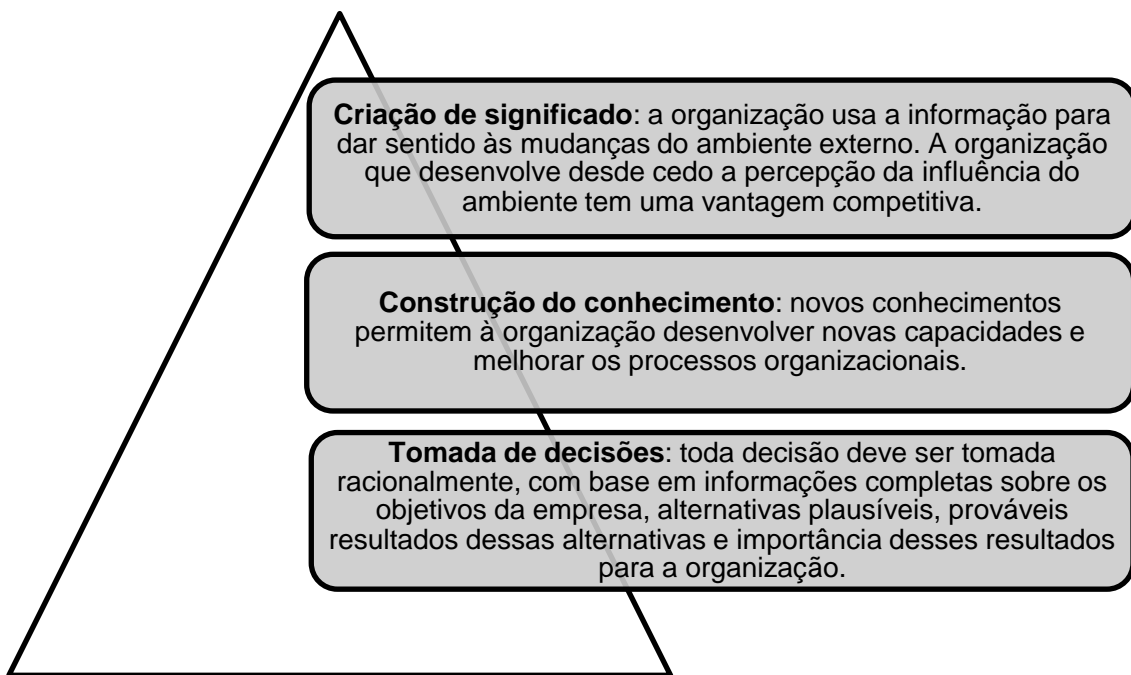 Criação de significado: a organização usa a informação para
dar sentido às mudanças do ambiente externo. A organização
que desenvolve desde cedo a percepção da influência do
ambiente tem uma vantagem competitiva.
Construção do conhecimento: novos conhecimentos
permitem à organização desenvolver novas capacidades e
melhorar os processos organizacionais.
Tomada de decisões: toda decisão deve ser tomada
racionalmente, com base em informações completas sobre os
objetivos da empresa, alternativas plausíveis, prováveis
resultados dessas alternativas e importância desses resultados
para a organização.